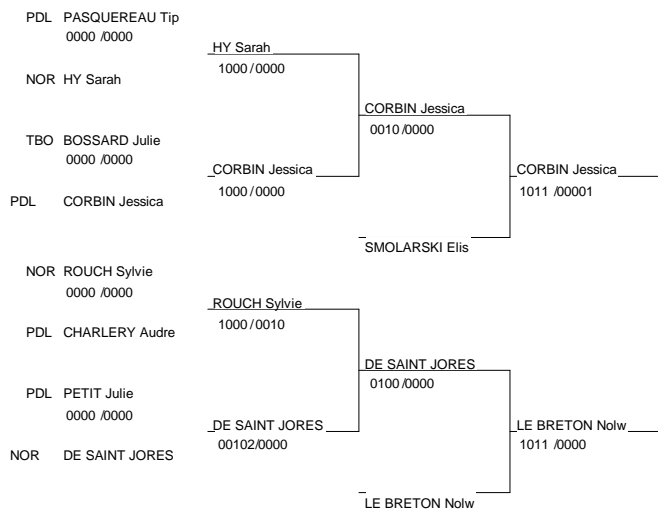 PDL PASQUEREAU Tip
0000 /0000
HY Sarah
1000 / 0000
NOR HY Sarah
CORBIN Jessica
0010 /0000
TBO BOSSARD Julie
0000 /0000
CORBIN Jessica
1000 / 0000
CORBIN Jessica
1011 /00001
PDL CORBIN Jessica
SMOLARSKI Elis
NOR ROUCH Sylvie
0000 /0000
ROUCH Sylvie
1000 / 0010
PDL CHARLERY Audre
DE SAINT JORES
0100 /0000
PDL PETIT Julie
0000 /0000
DE SAINT JORES
00102/0000
LE BRETON Nolw
1011 /0000
NOR DE SAINT JORES
LE BRETON Nolw